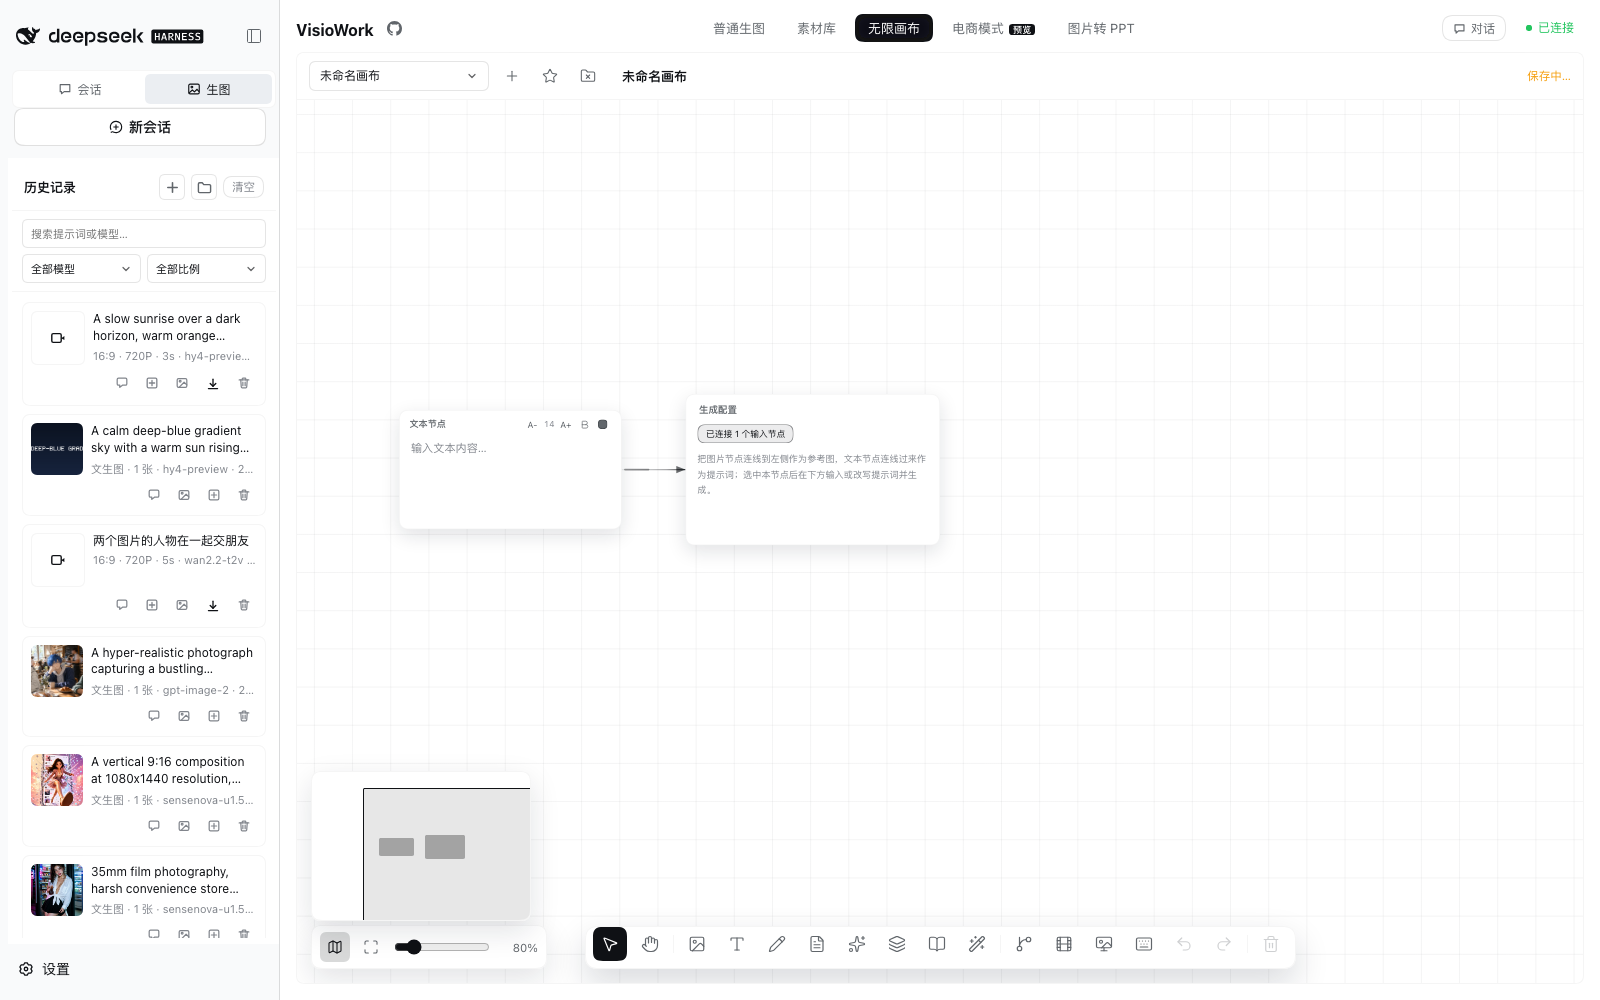 deepseek HARNESS
会话
生图
新会话
历史记录
清空
搜索提示词或模型...
全部模型
全部比例
A slow sunrise over a dark
horizon, warm orange...
16:9 · 720P · 3s · hy4-previe...
DEEP-BLUE GRAD
A calm deep-blue gradient
sky with a warm sun rising...
文生图 · 1 张 · hy4-preview · 2...
两个图片的人物在一起交朋友
16:9 · 720P · 5s · wan2.2-t2v ...
A hyper-realistic photograph
capturing a bustling...
文生图 · 1 张 · gpt-image-2 · 2...
A vertical 9:16 composition
at 1080x1440 resolution,...
文生图 · 1 张 · sensenova-u1.5...
35mm film photography,
harsh convenience store...
文生图 · 1 张 · sensenova-u1.5...
设置
VisioWork
普通生图
素材库
无限画布
电商模式 预览
图片转 PPT
对话
已连接
未命名画布
未命名画布
保存中...
文本节点
A- 14 A+ B
输入文本内容...
生成配置
已连接 1 个输入节点
把图片节点连线到左侧作为参考图，文本节点连线过来作
为提示词；选中本节点后在下方输入或改写提示词并生
成。
80%